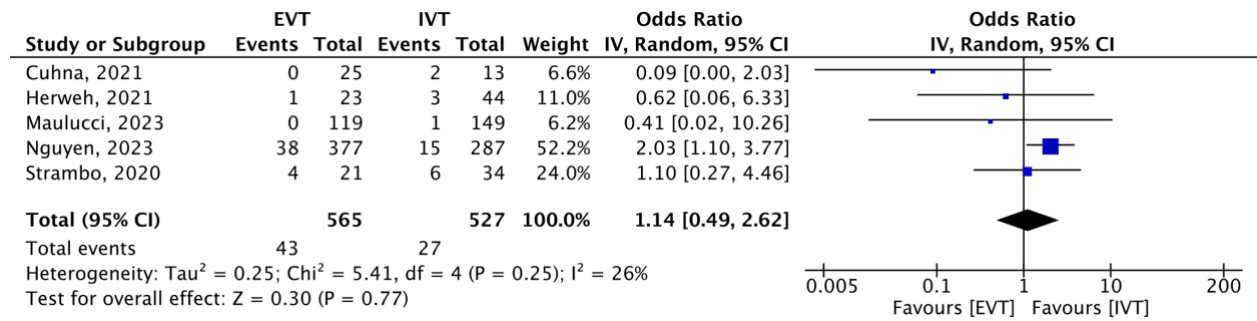 EVT IVT Odds Ratio Odds Ratio
Study or Subgroup Events Total Events Total Weight IV, Random, 95% CI IV, Random, 95% CI
Cuhna, 2021 0 25 2 13 6.6% 0.09 [0.00, 2.03]
Herweh, 2021 1 23 3 44 11.0% 0.62 [0.06, 6.33]
Maulucci, 2023 0 119 1 149 6.2% 0.41 [0.02, 10.26]
Nguyen, 2023 38 377 15 287 52.2% 2.03 [1.10, 3.77]
Strambo, 2020 4 21 6 34 24.0% 1.10 [0.27, 4.46]
Total (95% CI) 565 527 100.0% 1.14 [0.49, 2.62]
Total events 43 27
Heterogeneity: Tau² = 0.25; Chi² = 5.41, df = 4 (P = 0.25); I² = 26%
Test for overall effect: Z = 0.30 (P = 0.77)
0.005 0.1 1 10 200
Favours [EVT] Favours [IVT]